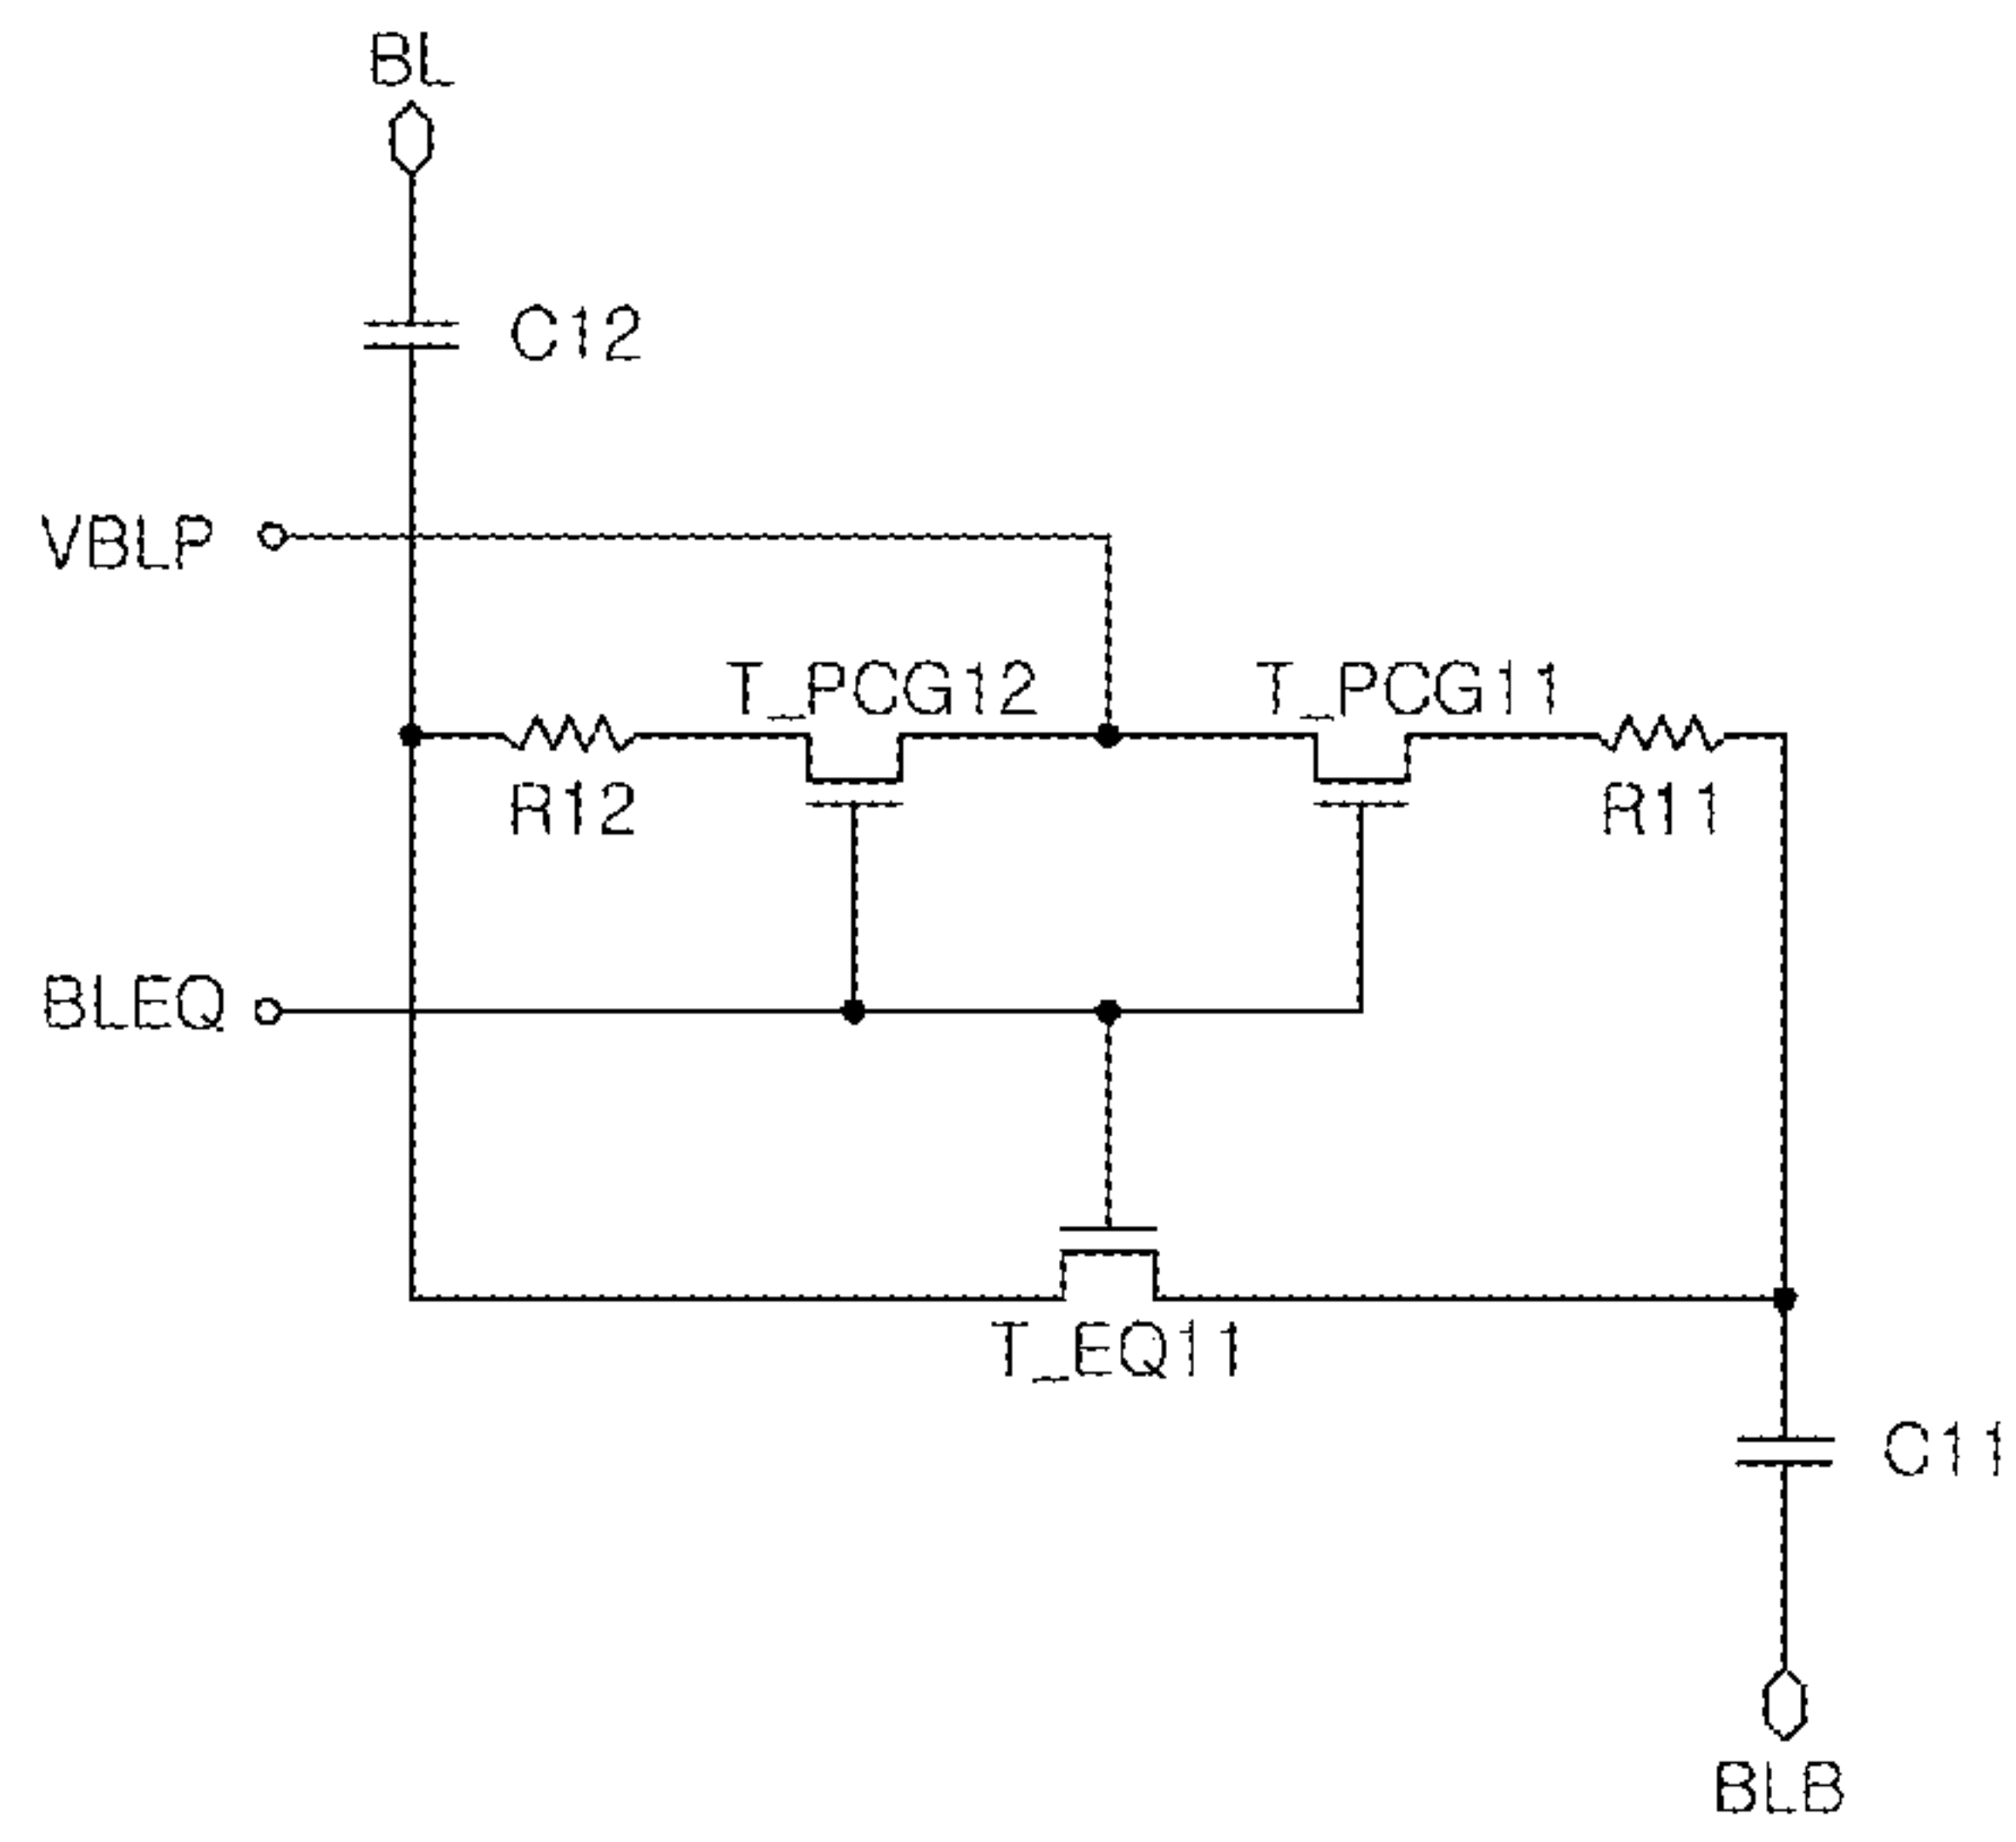 BL
C12
VBLP
T_PCG12
T_PCG11
R12
R11
BLEQ
T_EQ11
C11
BLB